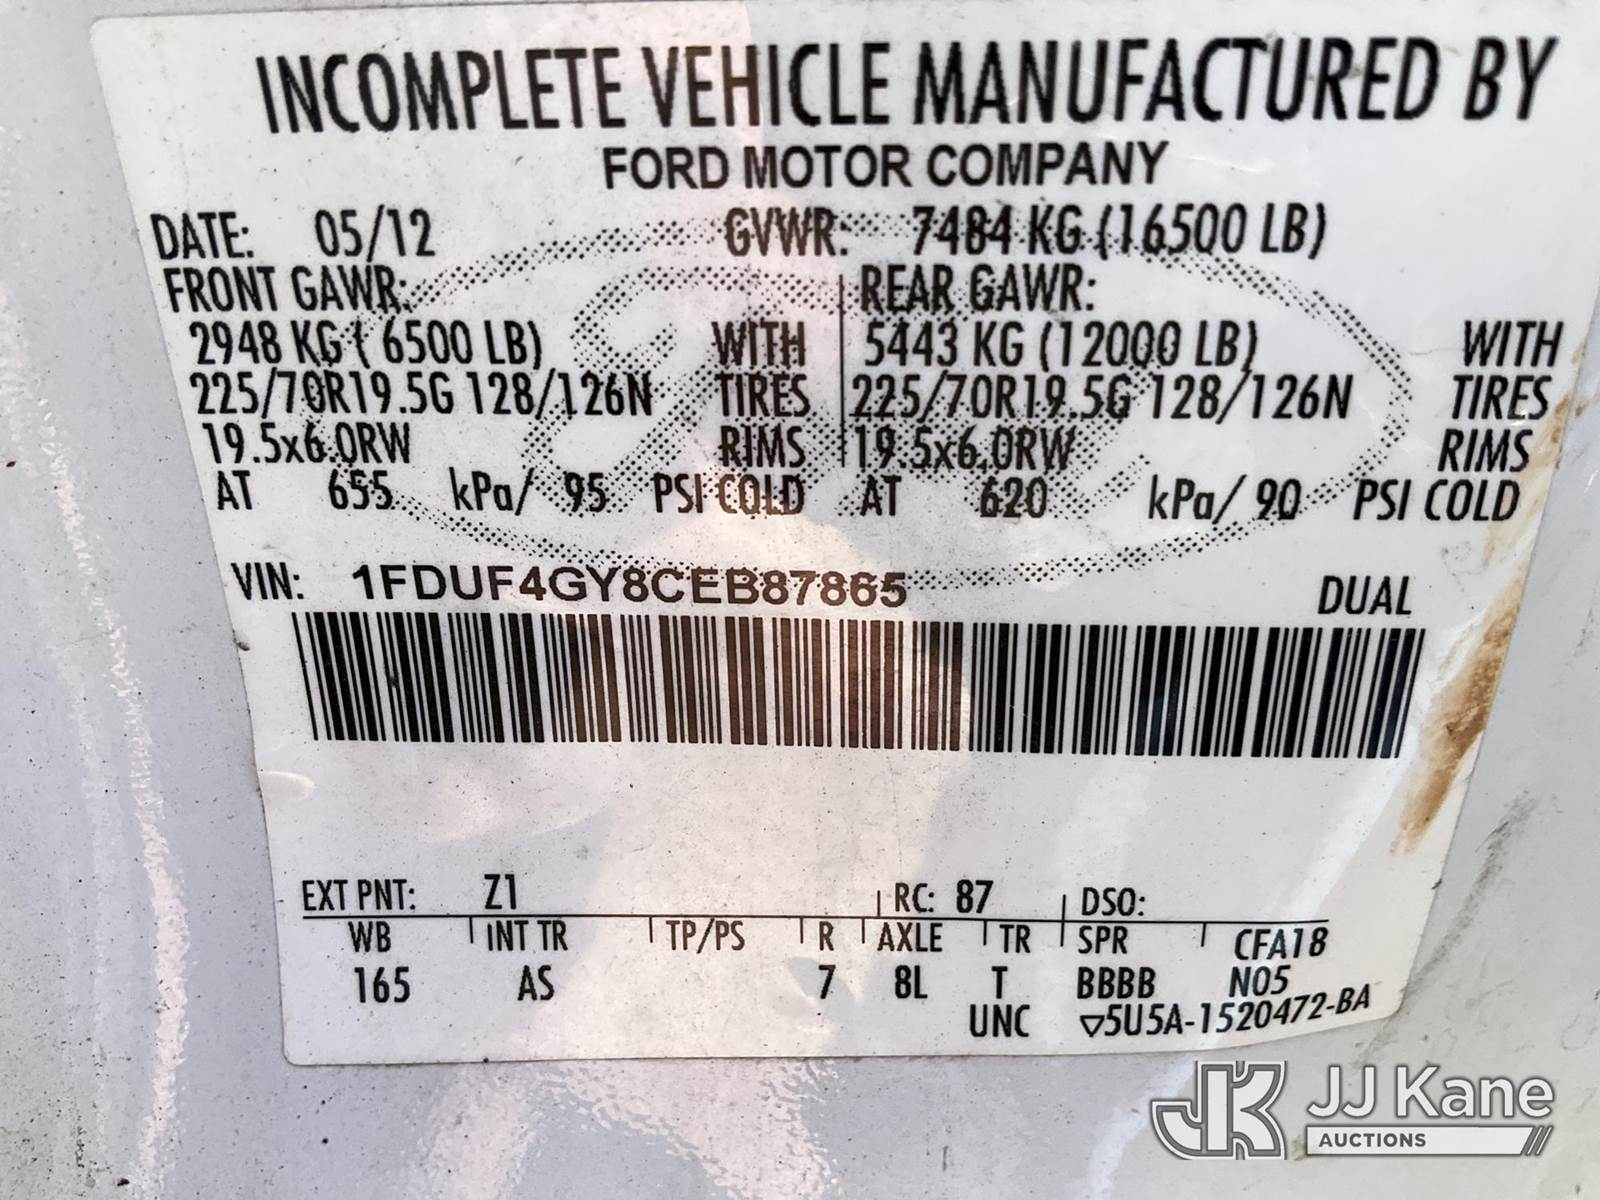 INCOMPLETE VEHICLE MANUFACTURED BY
FORD MOTOR COMPANY
DATE: 05/12 GVWR: 7484 KG (16500 LB)
FRONT GAWR: REAR GAWR:
2948 KG ( 6500 LB) WITH 5443 KG (12000 LB) WITH
225/70R19.5G 128/126N TIRES 225/70R19.5G 128/126N TIRES
19.5x6.0RW RIMS 19.5x6.0RW RIMS
AT 655 kPa/ 95 PSI COLD AT 620 kPa/ 90 PSI COLD
VIN: 1FDUF4GY8CEB87865 DUAL
EXT PNT: Z1 RC: 87 DSO:
WB INT TR TP/PS R AXLE TR SPR CFA18
165 AS 7 8L T BBBB N05
UNC ▽5U5A-1520472-BA
JK JJ Kane
AUCTIONS